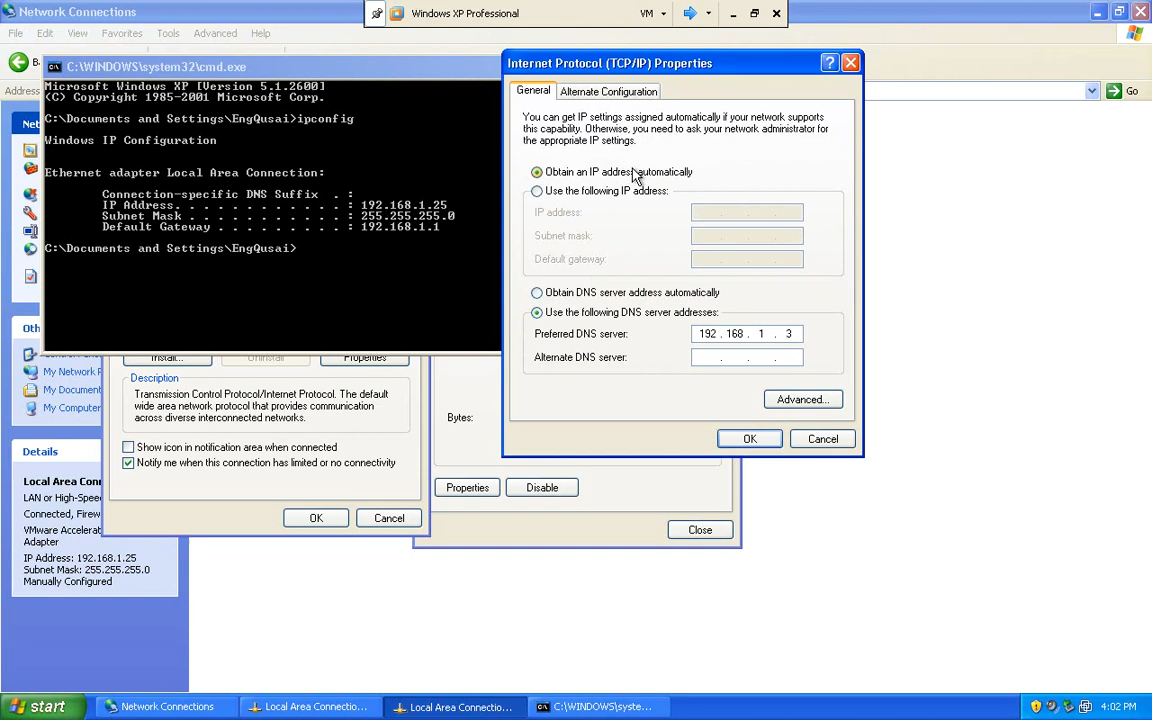 Network Connections
Windows XP Professional
VM
File Edit View Favorites Tools Advanced Help
Address
Go
C:\WINDOWS\system32\cmd.exe
Microsoft Windows XP [Version 5.1.2600]
(C) Copyright 1985-2001 Microsoft Corp.
C:\Documents and Settings\EngQusai>ipconfig
Windows IP Configuration
Ethernet adapter Local Area Connection:
Connection-specific DNS Suffix . :
IP Address. . . . . . . . . . . . : 192.168.1.25
Subnet Mask . . . . . . . . . . . : 255.255.255.0
Default Gateway . . . . . . . . . : 192.168.1.1
C:\Documents and Settings\EngQusai>
Internet Protocol (TCP/IP) Properties
General
Alternate Configuration
You can get IP settings assigned automatically if your network supports
this capability. Otherwise, you need to ask your network administrator for
the appropriate IP settings.
Obtain an IP address automatically
Use the following IP address:
IP address:
Subnet mask:
Default gateway:
Obtain DNS server address automatically
Use the following DNS server addresses:
Preferred DNS server: 192 . 168 . 1 . 3
Alternate DNS server:
Advanced...
OK
Cancel
Install...
Uninstall
Properties
Description
Transmission Control Protocol/Internet Protocol. The default
wide area network protocol that provides communication
across diverse interconnected networks.
Show icon in notification area when connected
Notify me when this connection has limited or no connectivity
OK
Cancel
Bytes:
Properties
Disable
Close
Net
Oth
My Network
My Document
My Compute
Details
Local Area Conn
LAN or High-Speed
Connected, Firew
VMware Accelerat
Adapter
IP Address: 192.168.1.25
Subnet Mask: 255.255.255.0
Manually Configured
start
Network Connections
Local Area Connectio...
Local Area Connectio...
C:\WINDOWS\syste...
4:02 PM